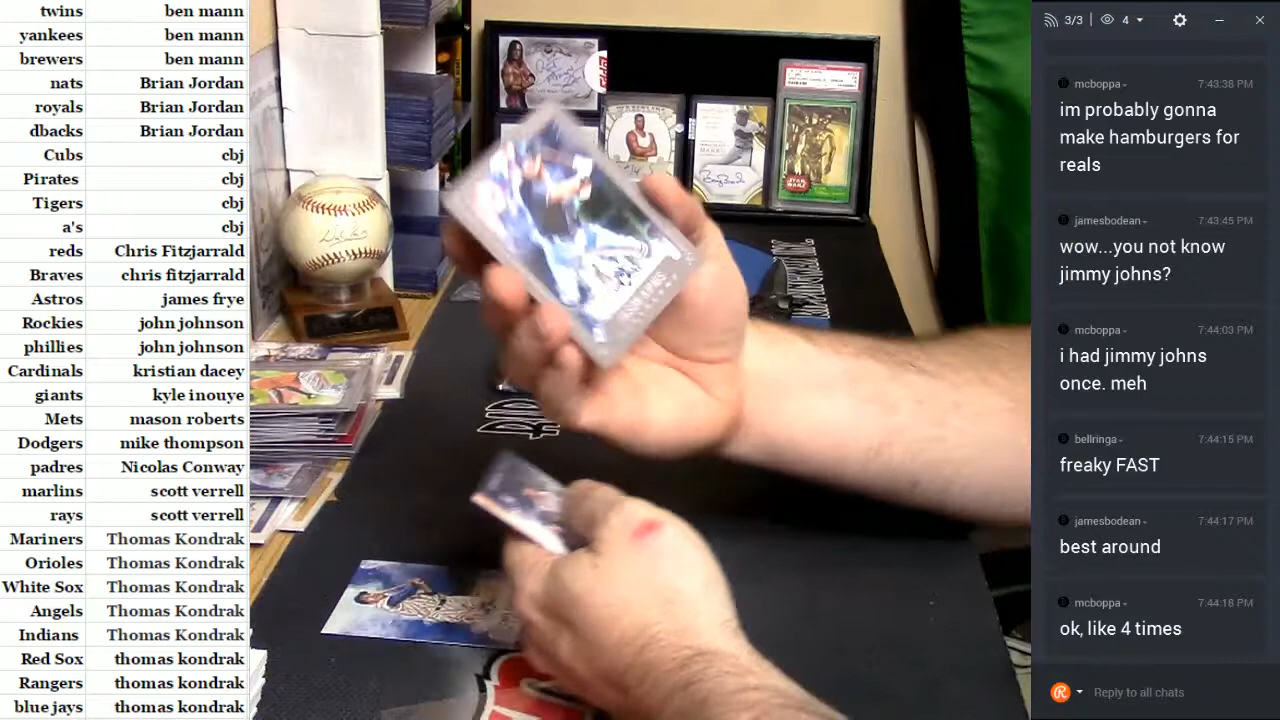 twins ben mann
yankees ben mann
brewers ben mann
nats Brian Jordan
royals Brian Jordan
dbacks Brian Jordan
Cubs cbj
Pirates cbj
Tigers cbj
a's cbj
reds Chris Fitzjarrald
Braves chris fitzjarrald
Astros james frye
Rockies john johnson
phillies john johnson
Cardinals kristian dacey
giants kyle inouye
Mets mason roberts
Dodgers mike thompson
padres Nicolas Conway
marlins scott verrell
rays scott verrell
Mariners Thomas Kondrak
Orioles Thomas Kondrak
White Sox Thomas Kondrak
Angels Thomas Kondrak
Indians Thomas Kondrak
Red Sox thomas kondrak
Rangers thomas kondrak
blue jays thomas kondrak
STAR
WARS
3/3 4
mcboppa 7:43:38 PM
im probably gonna
make hamburgers for
reals
jamesbodean 7:43:45 PM
wow...you not know
jimmy johns?
mcboppa 7:44:03 PM
i had jimmy johns
once. meh
bellringa 7:44:15 PM
freaky FAST
jamesbodean 7:44:17 PM
best around
mcboppa 7:44:18 PM
ok, like 4 times
Reply to all chats